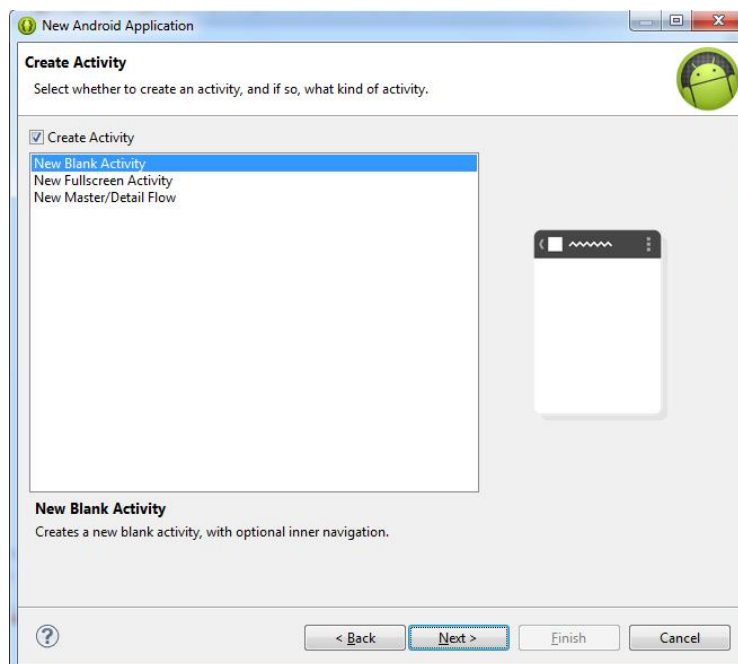 New Android Application
Create Activity
Select whether to create an activity, and if so, what kind of activity.
Create Activity
New Blank Activity
New Fullscreen Activity
New Master/Detail Flow
New Blank Activity
Creates a new blank activity, with optional inner navigation.
?
< Back Next > Finish Cancel